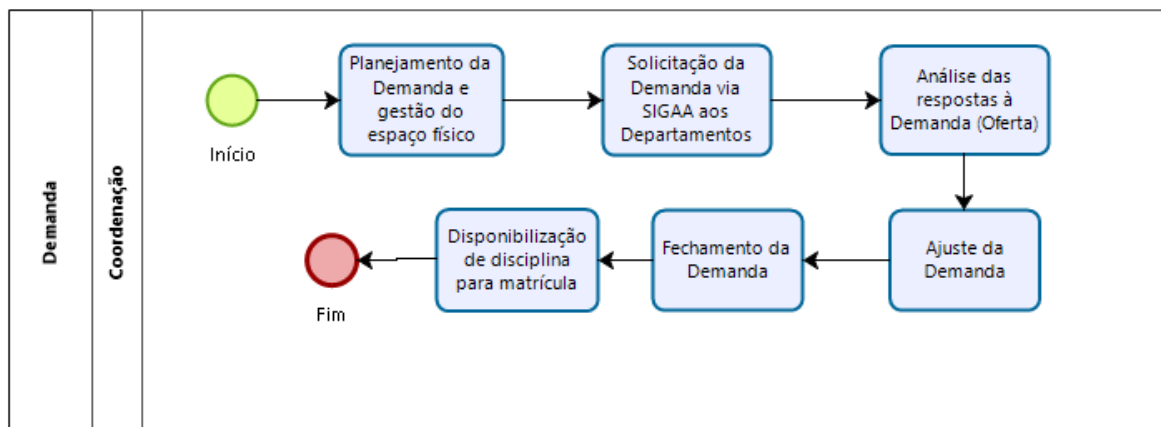 Demanda
Coordenação
Início
Planejamento da
Demanda e
gestão do
espaço físico
Solicitação da
Demanda via
SIGAA aos
Departamentos
Análise das
respostas à
Demanda (Oferta)
Ajuste da
Demanda
Fechamento da
Demanda
Disponibilização
de disciplina
para matrícula
Fim